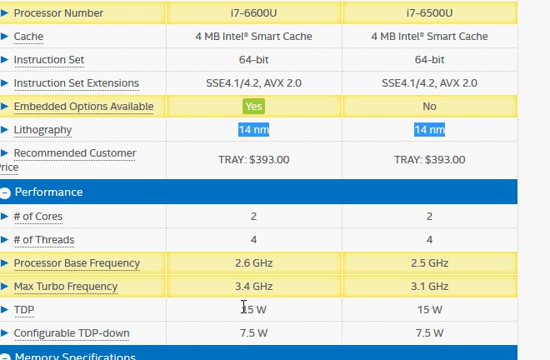 Processor Number i7-6600U i7-6500U
Cache 4 MB Intel® Smart Cache 4 MB Intel® Smart Cache
Instruction Set 64-bit 64-bit
Instruction Set Extensions SSE4.1/4.2, AVX 2.0 SSE4.1/4.2, AVX 2.0
Embedded Options Available Yes No
Lithography 14 nm 14 nm
Recommended Customer
rice TRAY: $393.00 TRAY: $393.00
Performance
# of Cores 2 2
# of Threads 4 4
Processor Base Frequency 2.6 GHz 2.5 GHz
Max Turbo Frequency 3.4 GHz 3.1 GHz
TDP 15 W 15 W
Configurable TDP-down 7.5 W 7.5 W
Memory Specifications